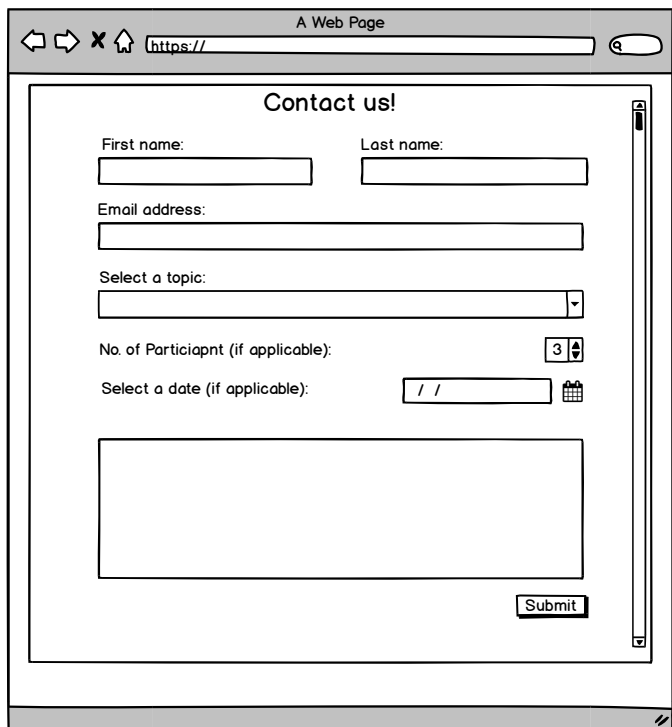 A Web Page
https://
Contact us!
First name: Last name:
Email address:
Select a topic:
No. of Particiapnt (if applicable): 3
Select a date (if applicable): / /
Submit